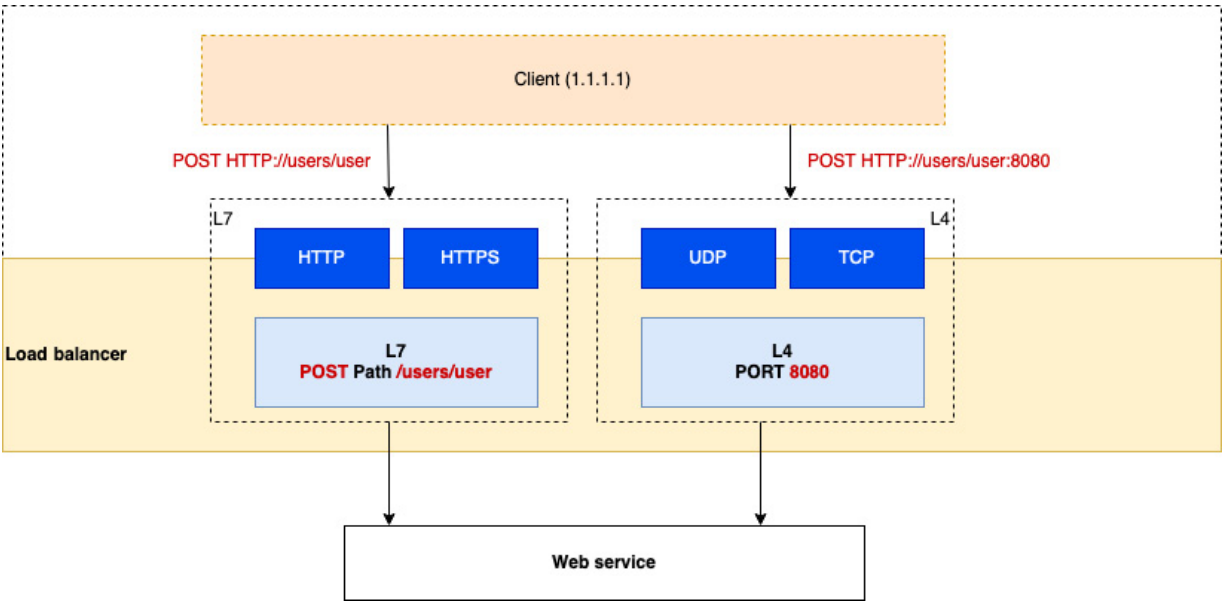 Client (1.1.1.1)
POST HTTP://users/user
POST HTTP://users/user:8080
L7
L4
HTTP
HTTPS
UDP
TCP
Load balancer
L7
POST Path /users/user
L4
PORT 8080
Web service